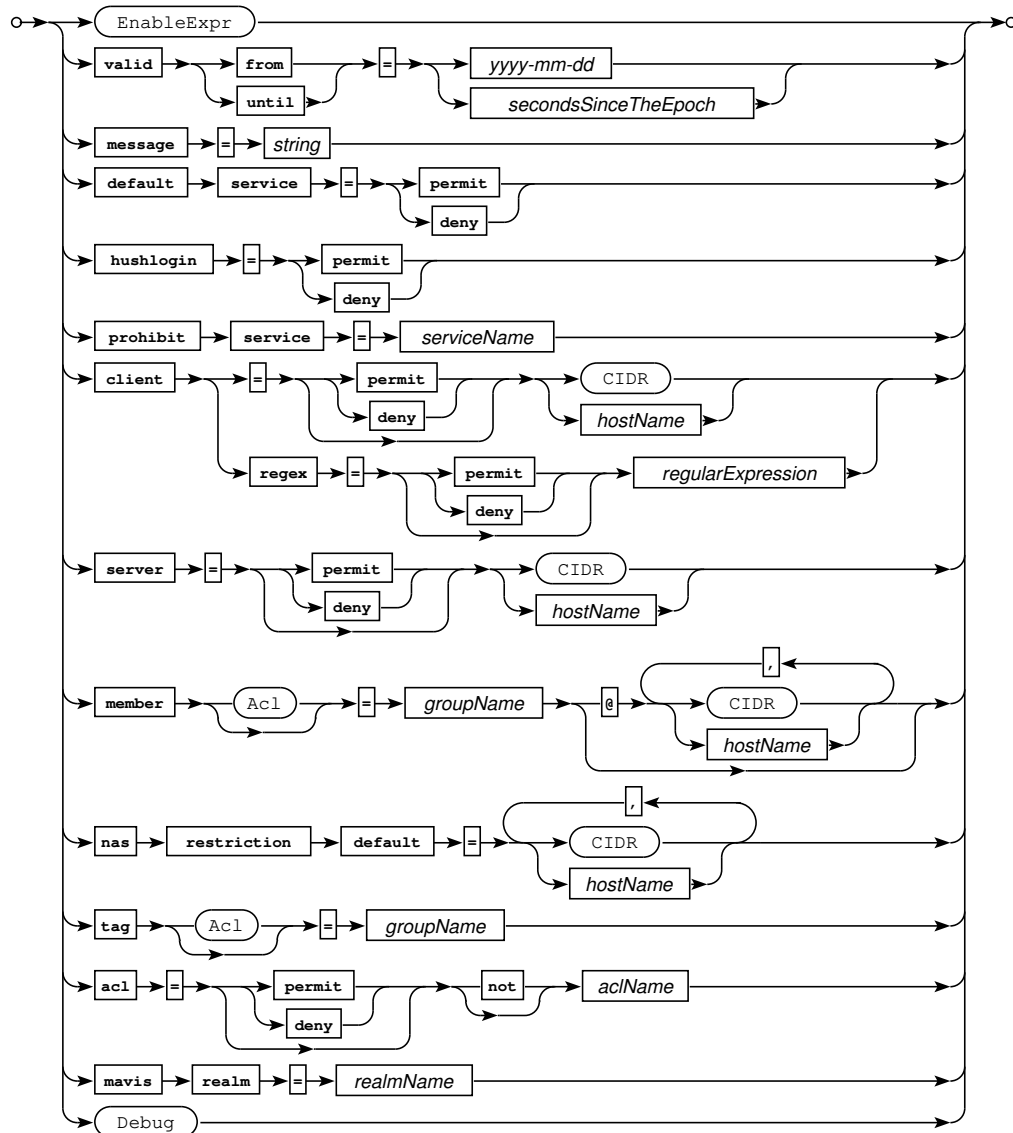 EnableExpr
valid from = yyyy-mm-dd
until secondsSinceTheEpoch
message = string
default service = permit
deny
hushlogin = permit
deny
prohibit service = serviceName
client = permit CIDR
deny hostName
regex = permit regularExpression
deny
server = permit CIDR
deny hostName
,
member Acl = groupName @ CIDR
hostName
,
nas restriction default = CIDR
hostName
tag Acl = groupName
acl = permit not aclName
deny
mavis realm = realmName
Debug